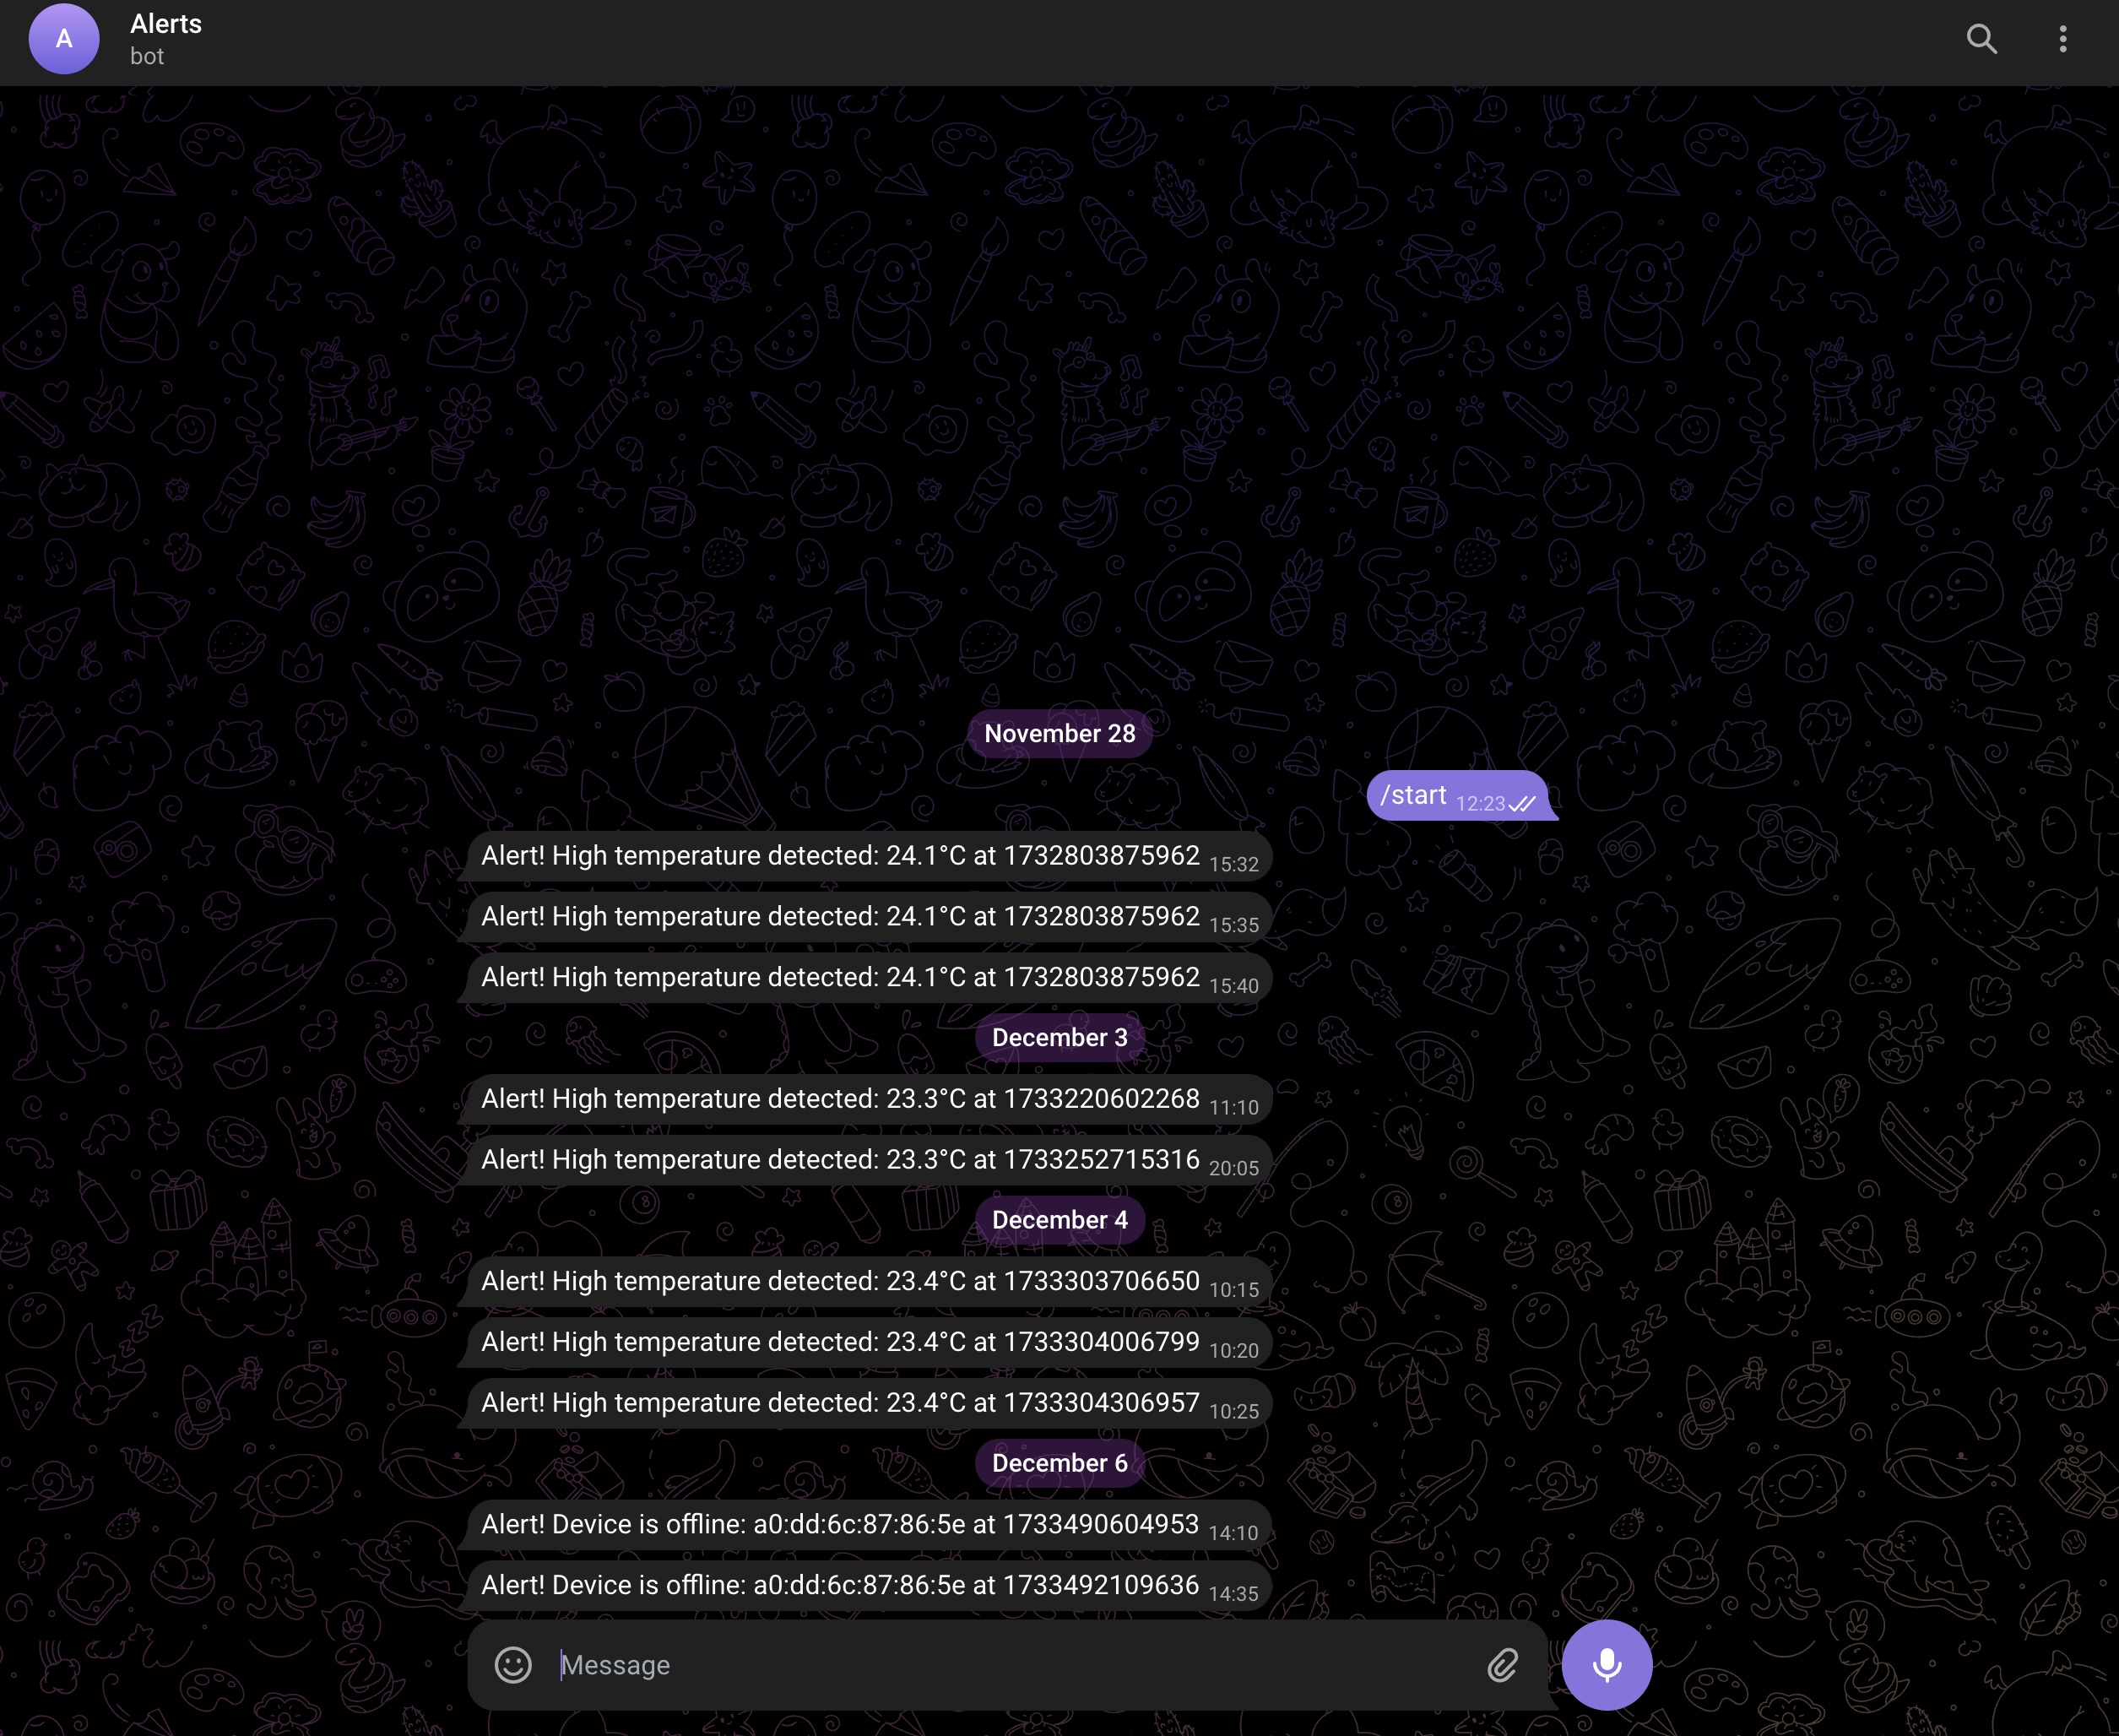 A
Alerts
bot
November 28
/start 12:23
Alert! High temperature detected: 24.1°C at 1732803875962 15:32
Alert! High temperature detected: 24.1°C at 1732803875962 15:35
Alert! High temperature detected: 24.1°C at 1732803875962 15:40
December 3
Alert! High temperature detected: 23.3°C at 1733220602268 11:10
Alert! High temperature detected: 23.3°C at 1733252715316 20:05
December 4
Alert! High temperature detected: 23.4°C at 1733303706650 10:15
Alert! High temperature detected: 23.4°C at 1733304006799 10:20
Alert! High temperature detected: 23.4°C at 1733304306957 10:25
December 6
Alert! Device is offline: a0:dd:6c:87:86:5e at 1733490604953 14:10
Alert! Device is offline: a0:dd:6c:87:86:5e at 1733492109636 14:35
Message